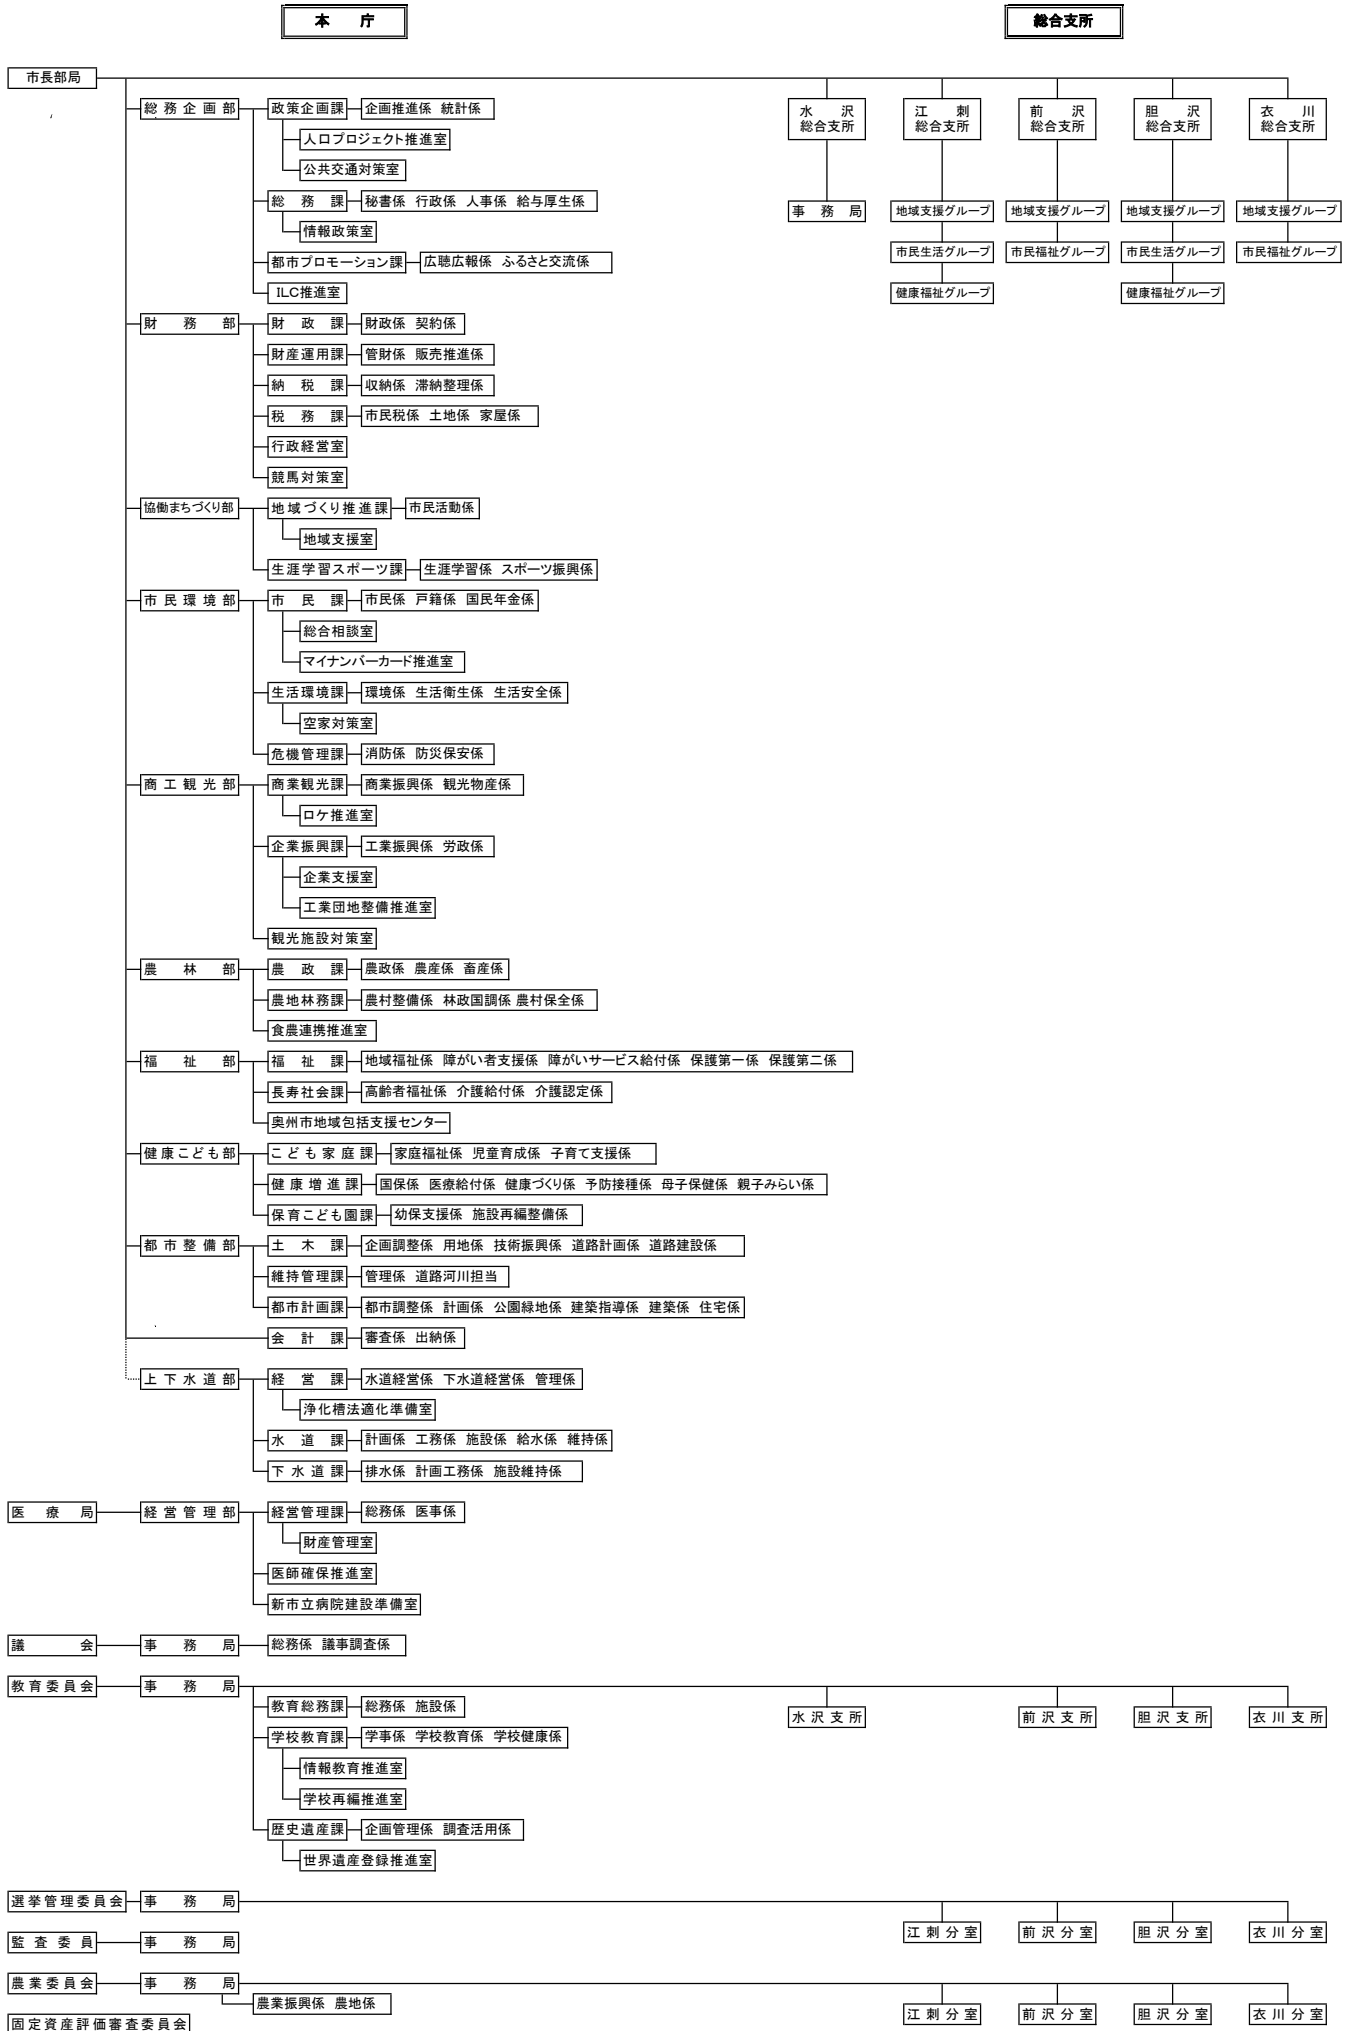 本　庁　総合支所
市長部局
総務企画部　政策企画課　企画推進係 統計係　水沢　江刺　前沢　胆沢　衣川
総合支所　総合支所　総合支所　総合支所　総合支所
人口プロジェクト推進室
公共交通対策室
総務課　秘書係 行政係 人事係 給与厚生係　事務局　地域支援グループ　地域支援グループ　地域支援グループ　地域支援グループ
情報政策室
市民生活グループ　市民福祉グループ　市民生活グループ　市民福祉グループ
都市プロモーション課　広聴広報係 ふるさと交流係
ILC推進室　健康福祉グループ　健康福祉グループ
財務部　財政課　財政係 契約係
財産運用課　管財係 販売推進係
納税課　収納係 滞納整理係
税務課　市民税係 土地係 家屋係
行政経営室
競馬対策室
協働まちづくり部　地域づくり推進課　市民活動係
地域支援室
生涯学習スポーツ課　生涯学習係 スポーツ振興係
市民環境部　市民課　市民係 戸籍係 国民年金係
総合相談室
マイナンバーカード推進室
生活環境課　環境係 生活衛生係 生活安全係
空家対策室
危機管理課　消防係 防災保安係
商工観光部　商業観光課　商業振興係 観光物産係
ロケ推進室
企業振興課　工業振興係 労政係
企業支援室
工業団地整備推進室
観光施設対策室
農林部　農政課　農政係 農産係 畜産係
農地林務課　農村整備係 林政国調係 農村保全係
食農連携推進室
福祉部　福祉課　地域福祉係 障がい者支援係 障がいサービス給付係 保護第一係 保護第二係
長寿社会課　高齢者福祉係 介護給付係 介護認定係
奥州市地域包括支援センター
健康こども部　こども家庭課　家庭福祉係 児童育成係 子育て支援係
健康増進課　国保係 医療給付係 健康づくり係 予防接種係 母子保健係 親子みらい係
保育こども園課　幼保支援係 施設再編整備係
都市整備部　土木課　企画調整係 用地係 技術振興係 道路計画係 道路建設係
維持管理課　管理係 道路河川担当
都市計画課　都市調整係 計画係 公園緑地係 建築指導係 建築係 住宅係
会計課　審査係 出納係
上下水道部　経営課　水道経営係 下水道経営係 管理係
浄化槽法適化準備室
水道課　計画係 工務係 施設係 給水係 維持係
下水道課　排水係 計画工務係 施設維持係
医療局　経営管理部　経営管理課　総務係 医事係
財産管理室
医師確保推進室
新市立病院建設準備室
議会　事務局　総務係 議事調査係
教育委員会　事務局
教育総務課　総務係 施設係　水沢支所　前沢支所　胆沢支所　衣川支所
学校教育課　学事係 学校教育係 学校健康係
情報教育推進室
学校再編推進室
歴史遺産課　企画管理係 調査活用係
世界遺産登録推進室
選挙管理委員会　事務局
江刺分室　前沢分室　胆沢分室　衣川分室
監査委員　事務局
農業委員会　事務局
農業振興係 農地係
江刺分室　前沢分室　胆沢分室　衣川分室
固定資産評価審査委員会